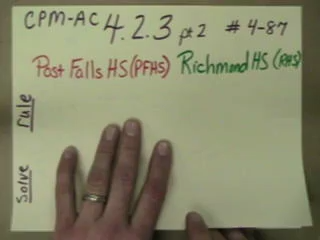 CPM-AC 4.2.3 pt 2 # 4-87
Post Falls HS (PFHS) Richmond HS (RHS)
rule
solve